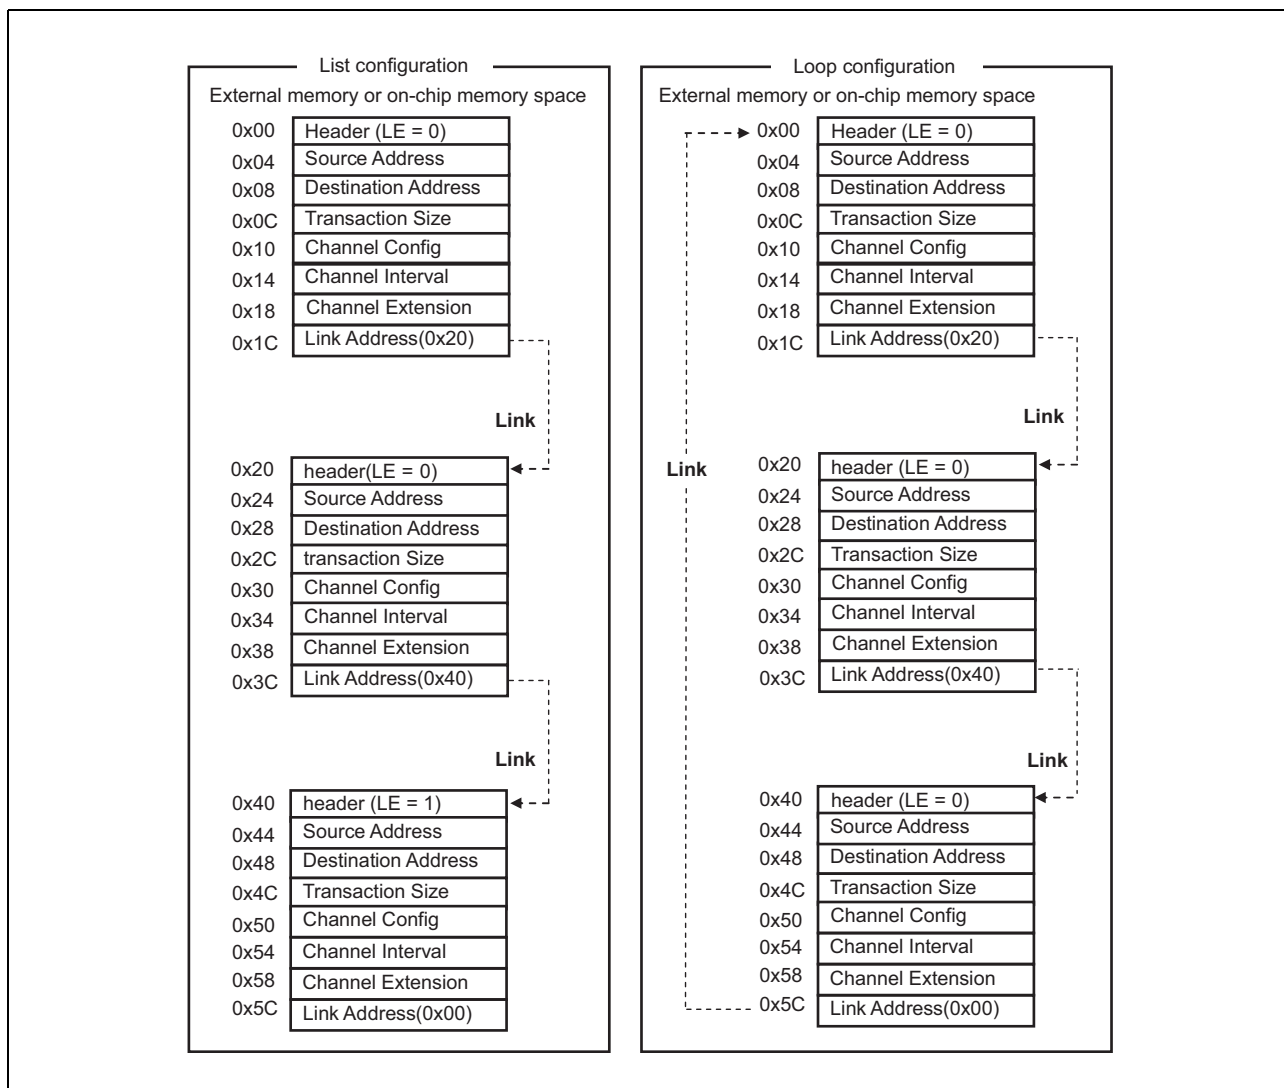 List configuration
External memory or on-chip memory space
0x00 Header (LE = 0)
0x04 Source Address
0x08 Destination Address
0x0C Transaction Size
0x10 Channel Config
0x14 Channel Interval
0x18 Channel Extension
0x1C Link Address(0x20)
Link
0x20 header(LE = 0)
0x24 Source Address
0x28 Destination Address
0x2C transaction Size
0x30 Channel Config
0x34 Channel Interval
0x38 Channel Extension
0x3C Link Address(0x40)
Link
0x40 header (LE = 1)
0x44 Source Address
0x48 Destination Address
0x4C Transaction Size
0x50 Channel Config
0x54 Channel Interval
0x58 Channel Extension
0x5C Link Address(0x00)
Loop configuration
External memory or on-chip memory space
0x00 Header (LE = 0)
0x04 Source Address
0x08 Destination Address
0x0C Transaction Size
0x10 Channel Config
0x14 Channel Interval
0x18 Channel Extension
0x1C Link Address(0x20)
Link
Link
0x20 header (LE = 0)
0x24 Source Address
0x28 Destination Address
0x2C Transaction Size
0x30 Channel Config
0x34 Channel Interval
0x38 Channel Extension
0x3C Link Address(0x40)
Link
0x40 header (LE = 0)
0x44 Source Address
0x48 Destination Address
0x4C Transaction Size
0x50 Channel Config
0x54 Channel Interval
0x58 Channel Extension
0x5C Link Address(0x00)